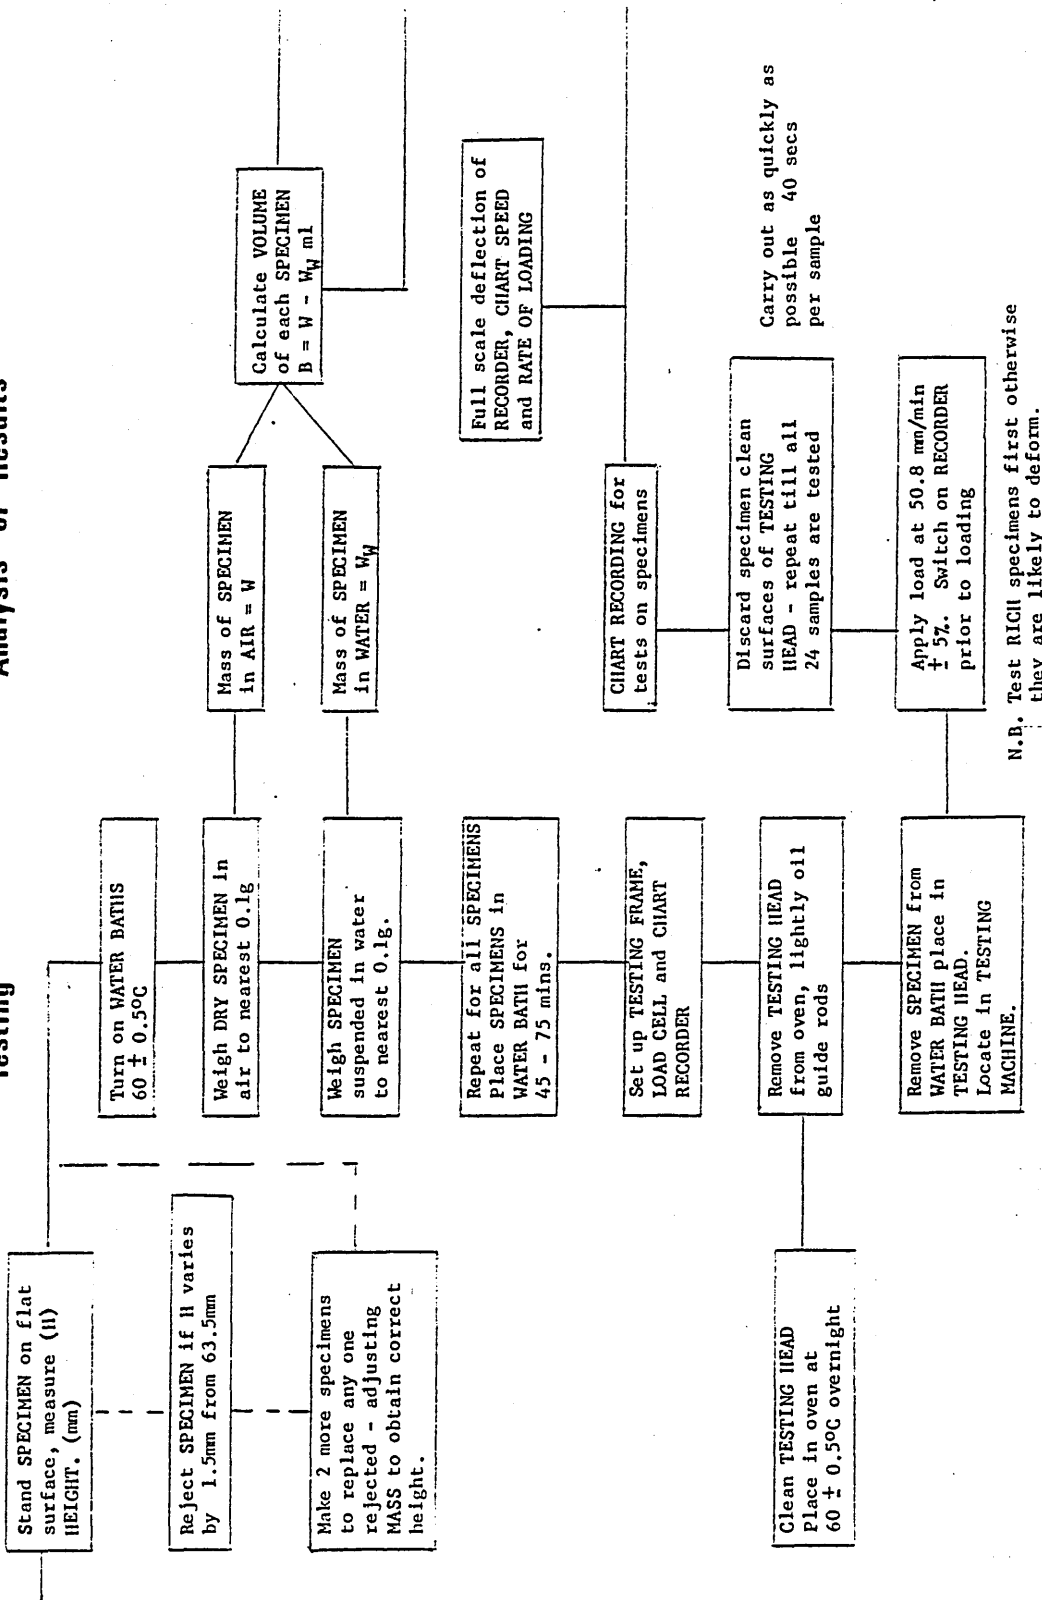 Testing
Analysis of Results
Stand SPECIMEN on flat
surface, measure (H)
HEIGHT. (mm)
Reject SPECIMEN if H varies
by 1.5mm from 63.5mm
Make 2 more specimens
to replace any one
rejected - adjusting
MASS to obtain correct
height.
Clean TESTING HEAD
Place in oven at
60 ± 0.5°C overnight
Turn on WATER BATHS
60 ± 0.5°C
Weigh DRY SPECIMEN in
air to nearest 0.1g
Weigh SPECIMEN
suspended in water
to nearest 0.1g.
Repeat for all SPECIMENS
Place SPECIMENS in
WATER BATH for
45 - 75 mins.
Set up TESTING FRAME,
LOAD CELL and CHART
RECORDER
Remove TESTING HEAD
from oven, lightly oil
guide rods
Remove SPECIMEN from
WATER BATH place in
TESTING HEAD.
Locate in TESTING
MACHINE.
Mass of SPECIMEN
in AIR = W
Mass of SPECIMEN
in WATER = Ww
CHART RECORDING for
tests on specimens
Discard specimen clean
surfaces of TESTING
HEAD - repeat till all
24 samples are tested
Apply load at 50.8 mm/min
± 5%. Switch on RECORDER
prior to loading
N.B. Test RICH specimens first otherwise
they are likely to deform.
Calculate VOLUME
of each SPECIMEN
B = W - Ww ml
Full scale deflection of
RECORDER, CHART SPEED
and RATE OF LOADING
Carry out as quickly as
possible 40 secs
per sample